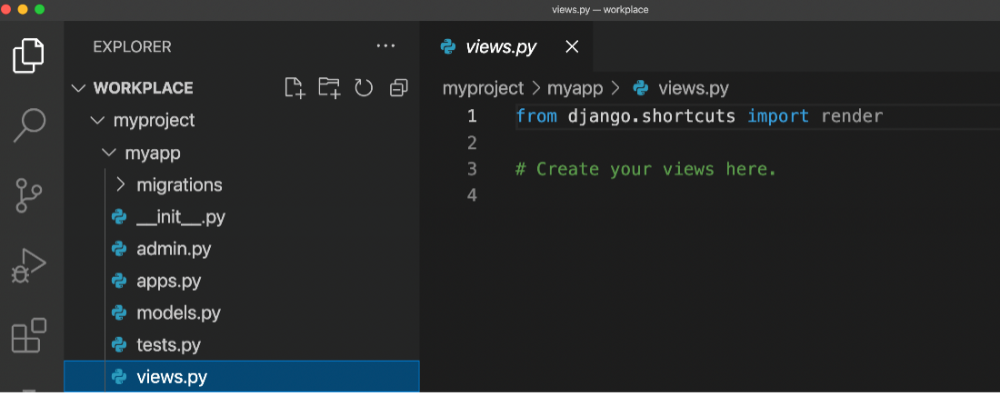 views.py — workplace
EXPLORER
WORKPLACE
myproject
myapp
migrations
__init__.py
admin.py
apps.py
models.py
tests.py
views.py
views.py
myproject > myapp > views.py
1 from django.shortcuts import render
2
3 # Create your views here.
4